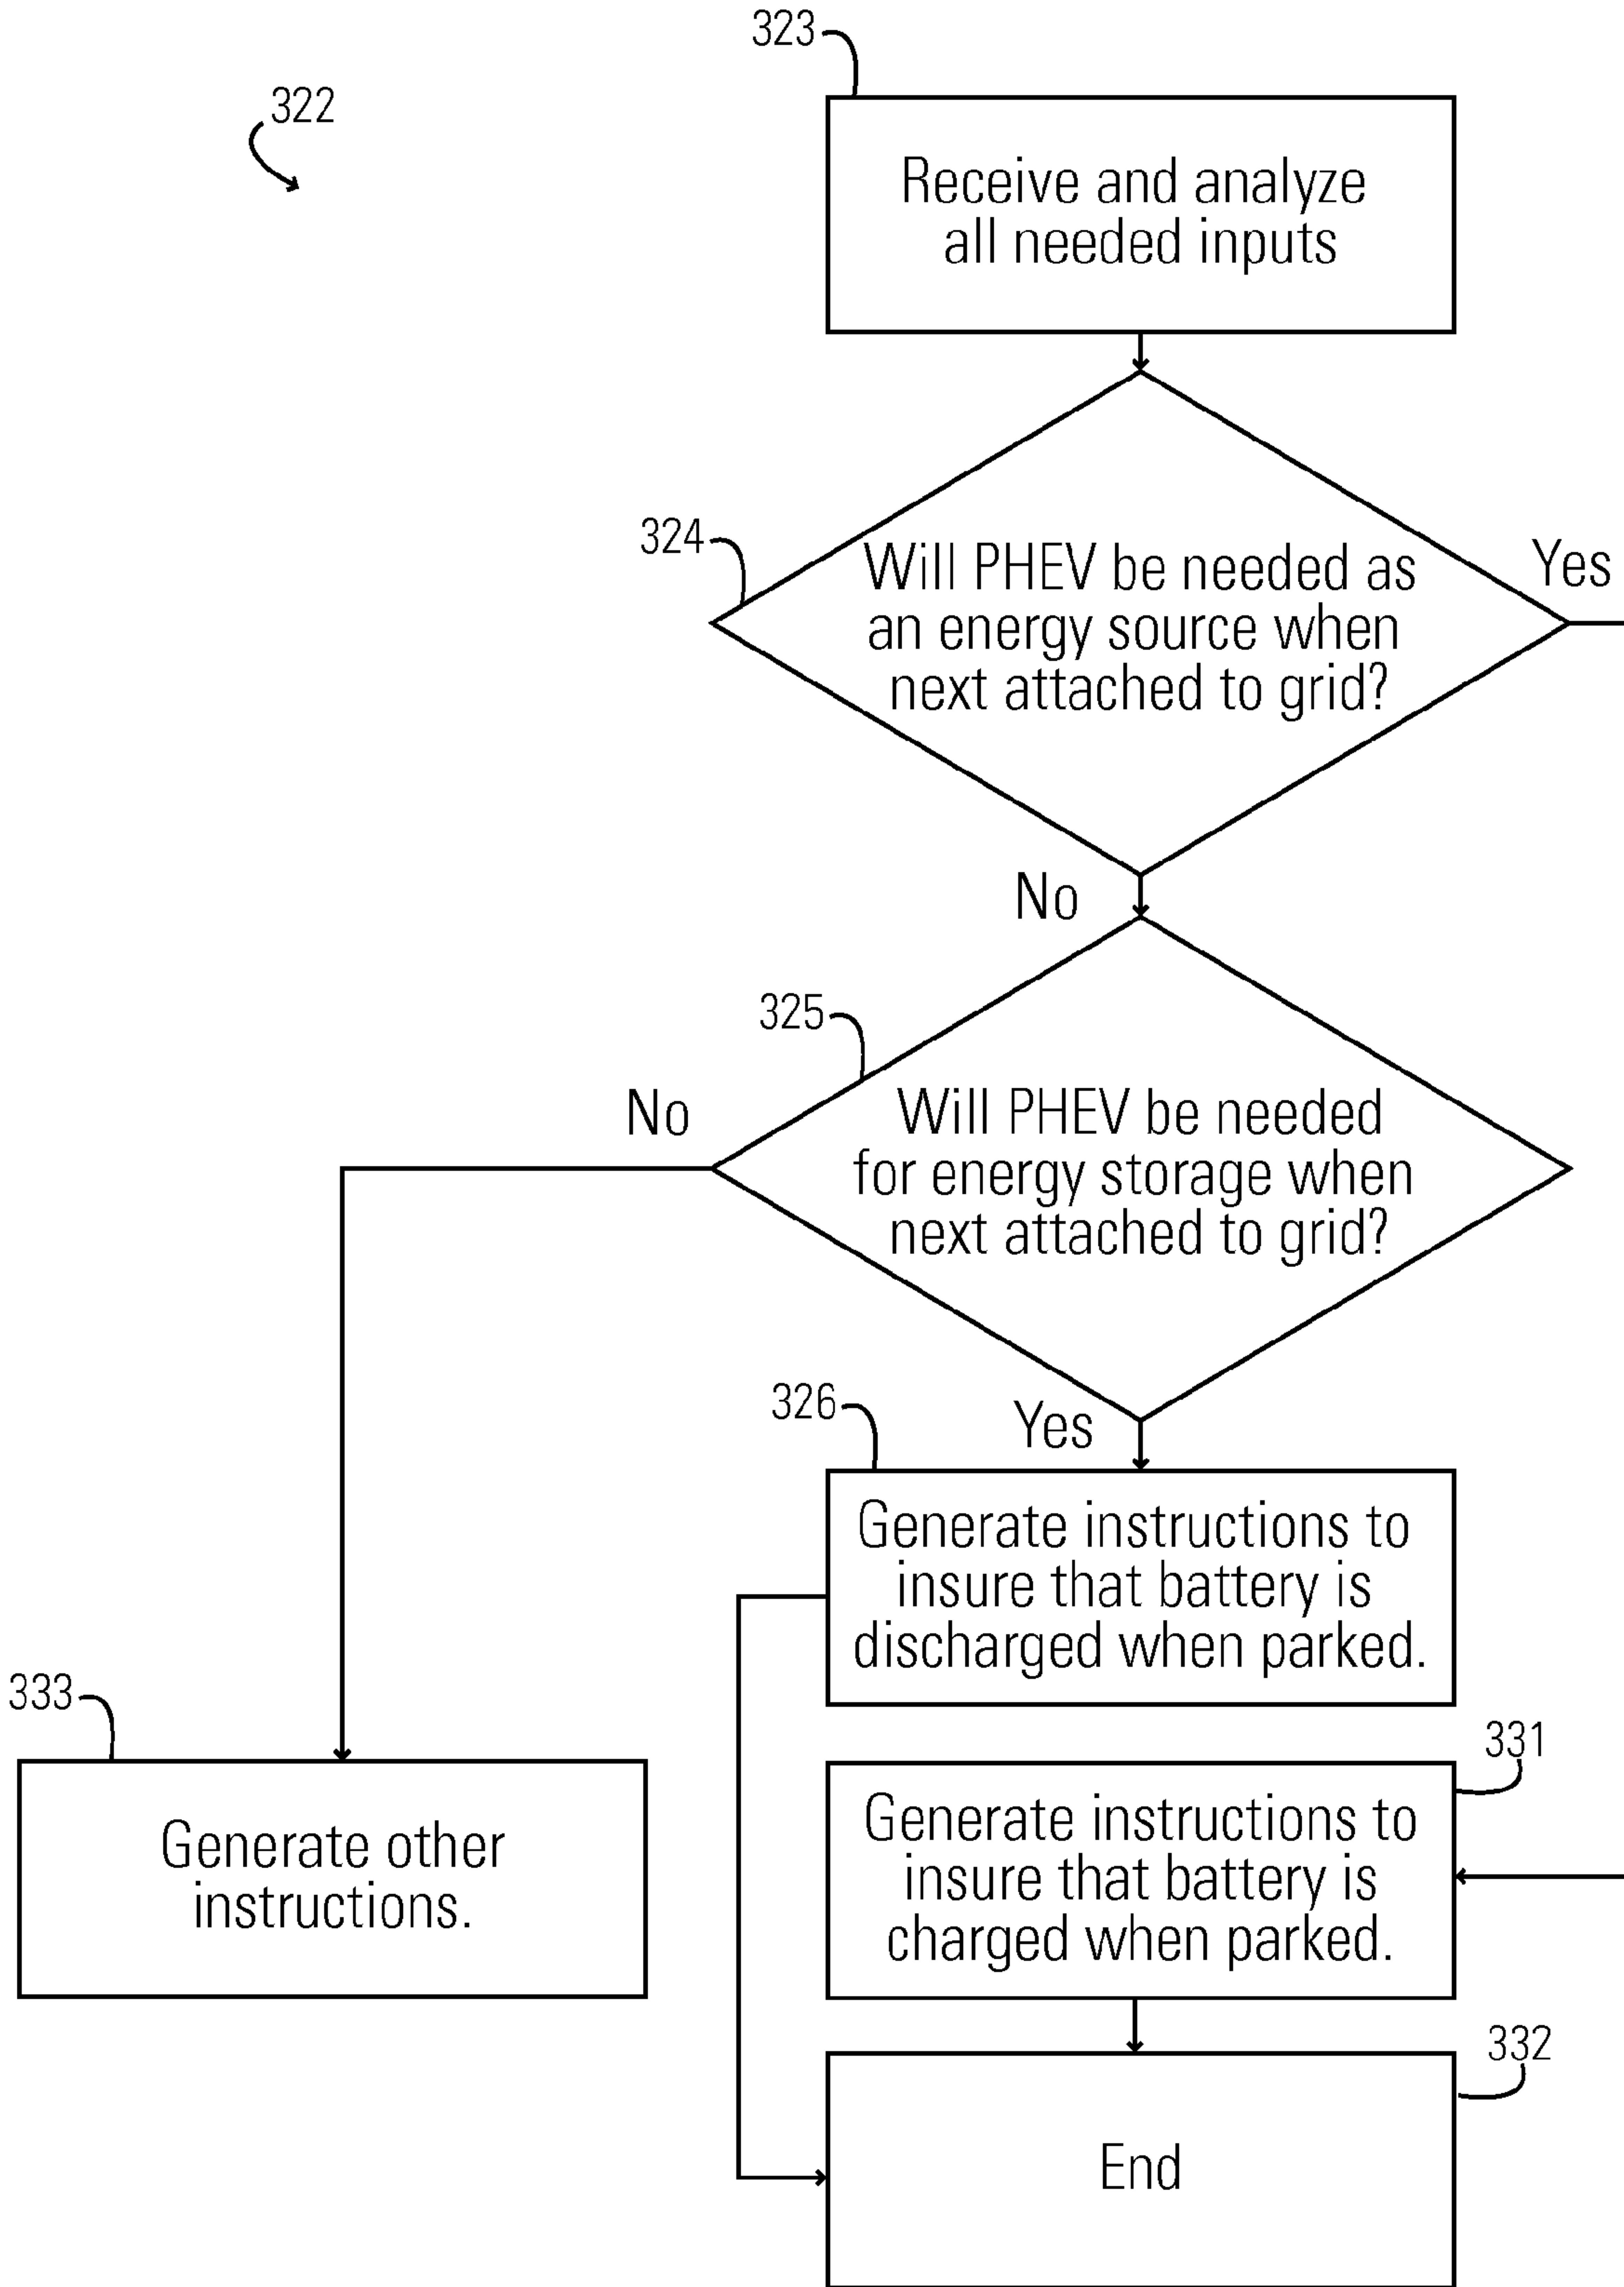 323
322
Receive and analyze
all needed inputs
324
Will PHEV be needed as
an energy source when
next attached to grid?
Yes
No
325
Will PHEV be needed
for energy storage when
next attached to grid?
No
326
Yes
Generate instructions to
insure that battery is
discharged when parked.
333
Generate other
instructions.
331
Generate instructions to
insure that battery is
charged when parked.
332
End